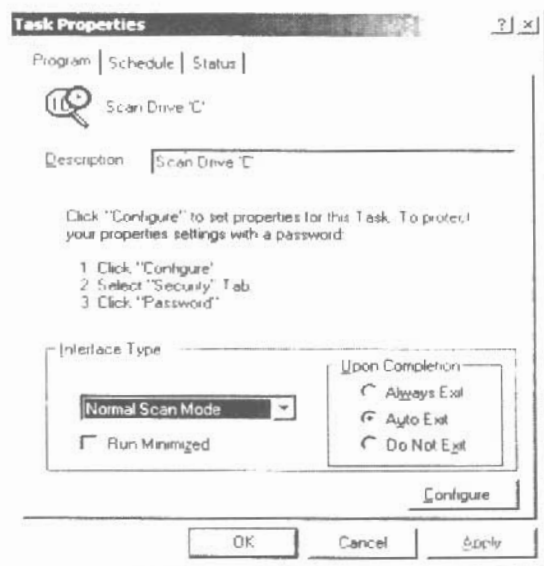 Task Properties
? ×
Program Schedule Status
Scan Drive 'C'
Description Scan Drive 'C'
Click "Configure" to set properties for this Task. To protect
your properties settings with a password:
1 Click "Configure"
2 Select "Security" Tab
3 Click "Password"
Interface Type
Normal Scan Mode
Run Minimized
Upon Completion
Always Exit
Auto Exit
Do Not Exit
Configure
OK Cancel Apply